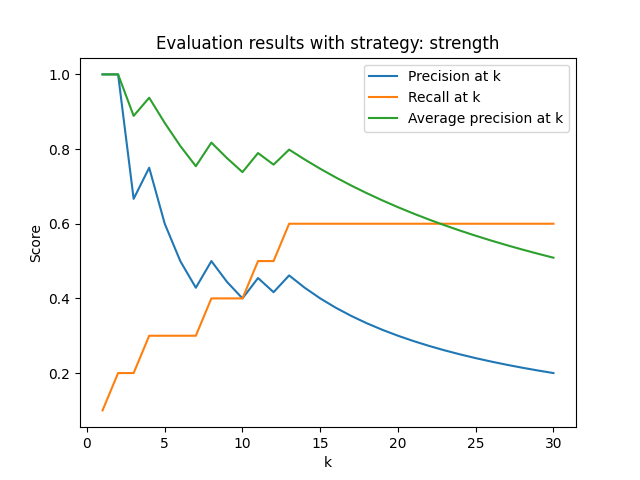 Evaluation results with strategy: strength
Precision at k
Recall at k
Average precision at k
Score
1.0
0.8
0.6
0.4
0.2
0 5 10 15 20 25 30
k